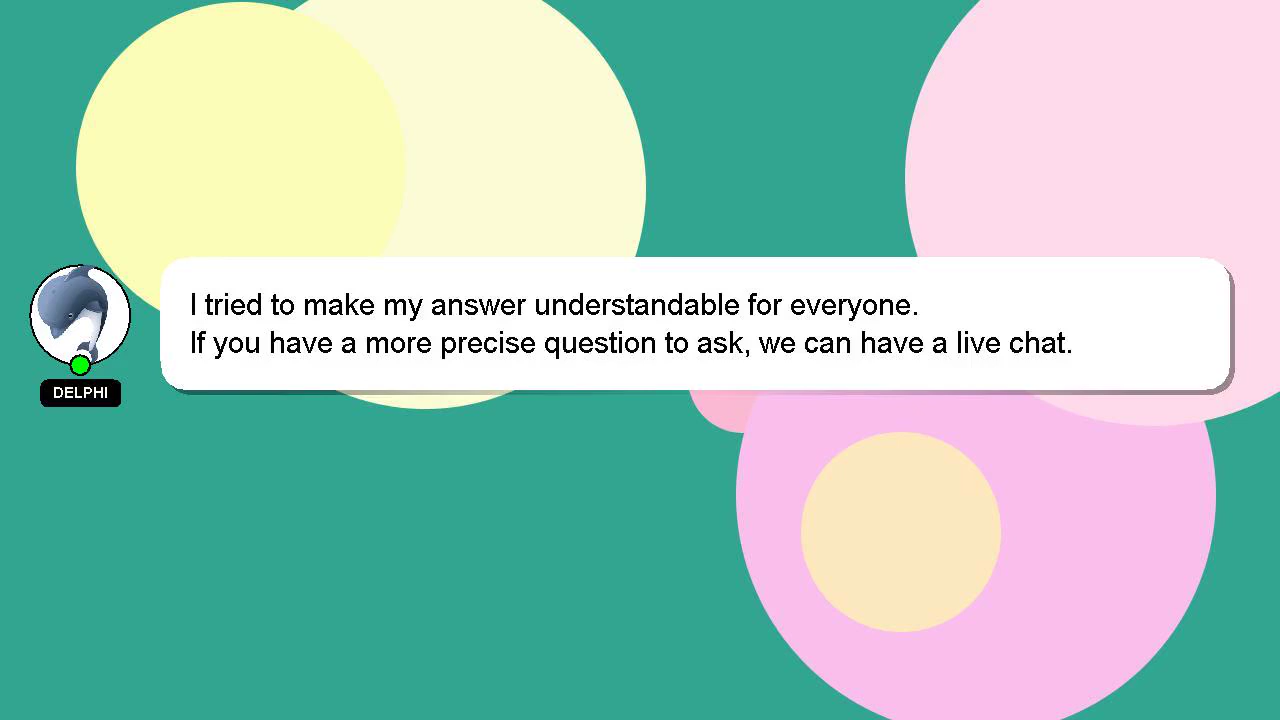 I tried to make my answer understandable for everyone.
If you have a more precise question to ask, we can have a live chat.
DELPHI